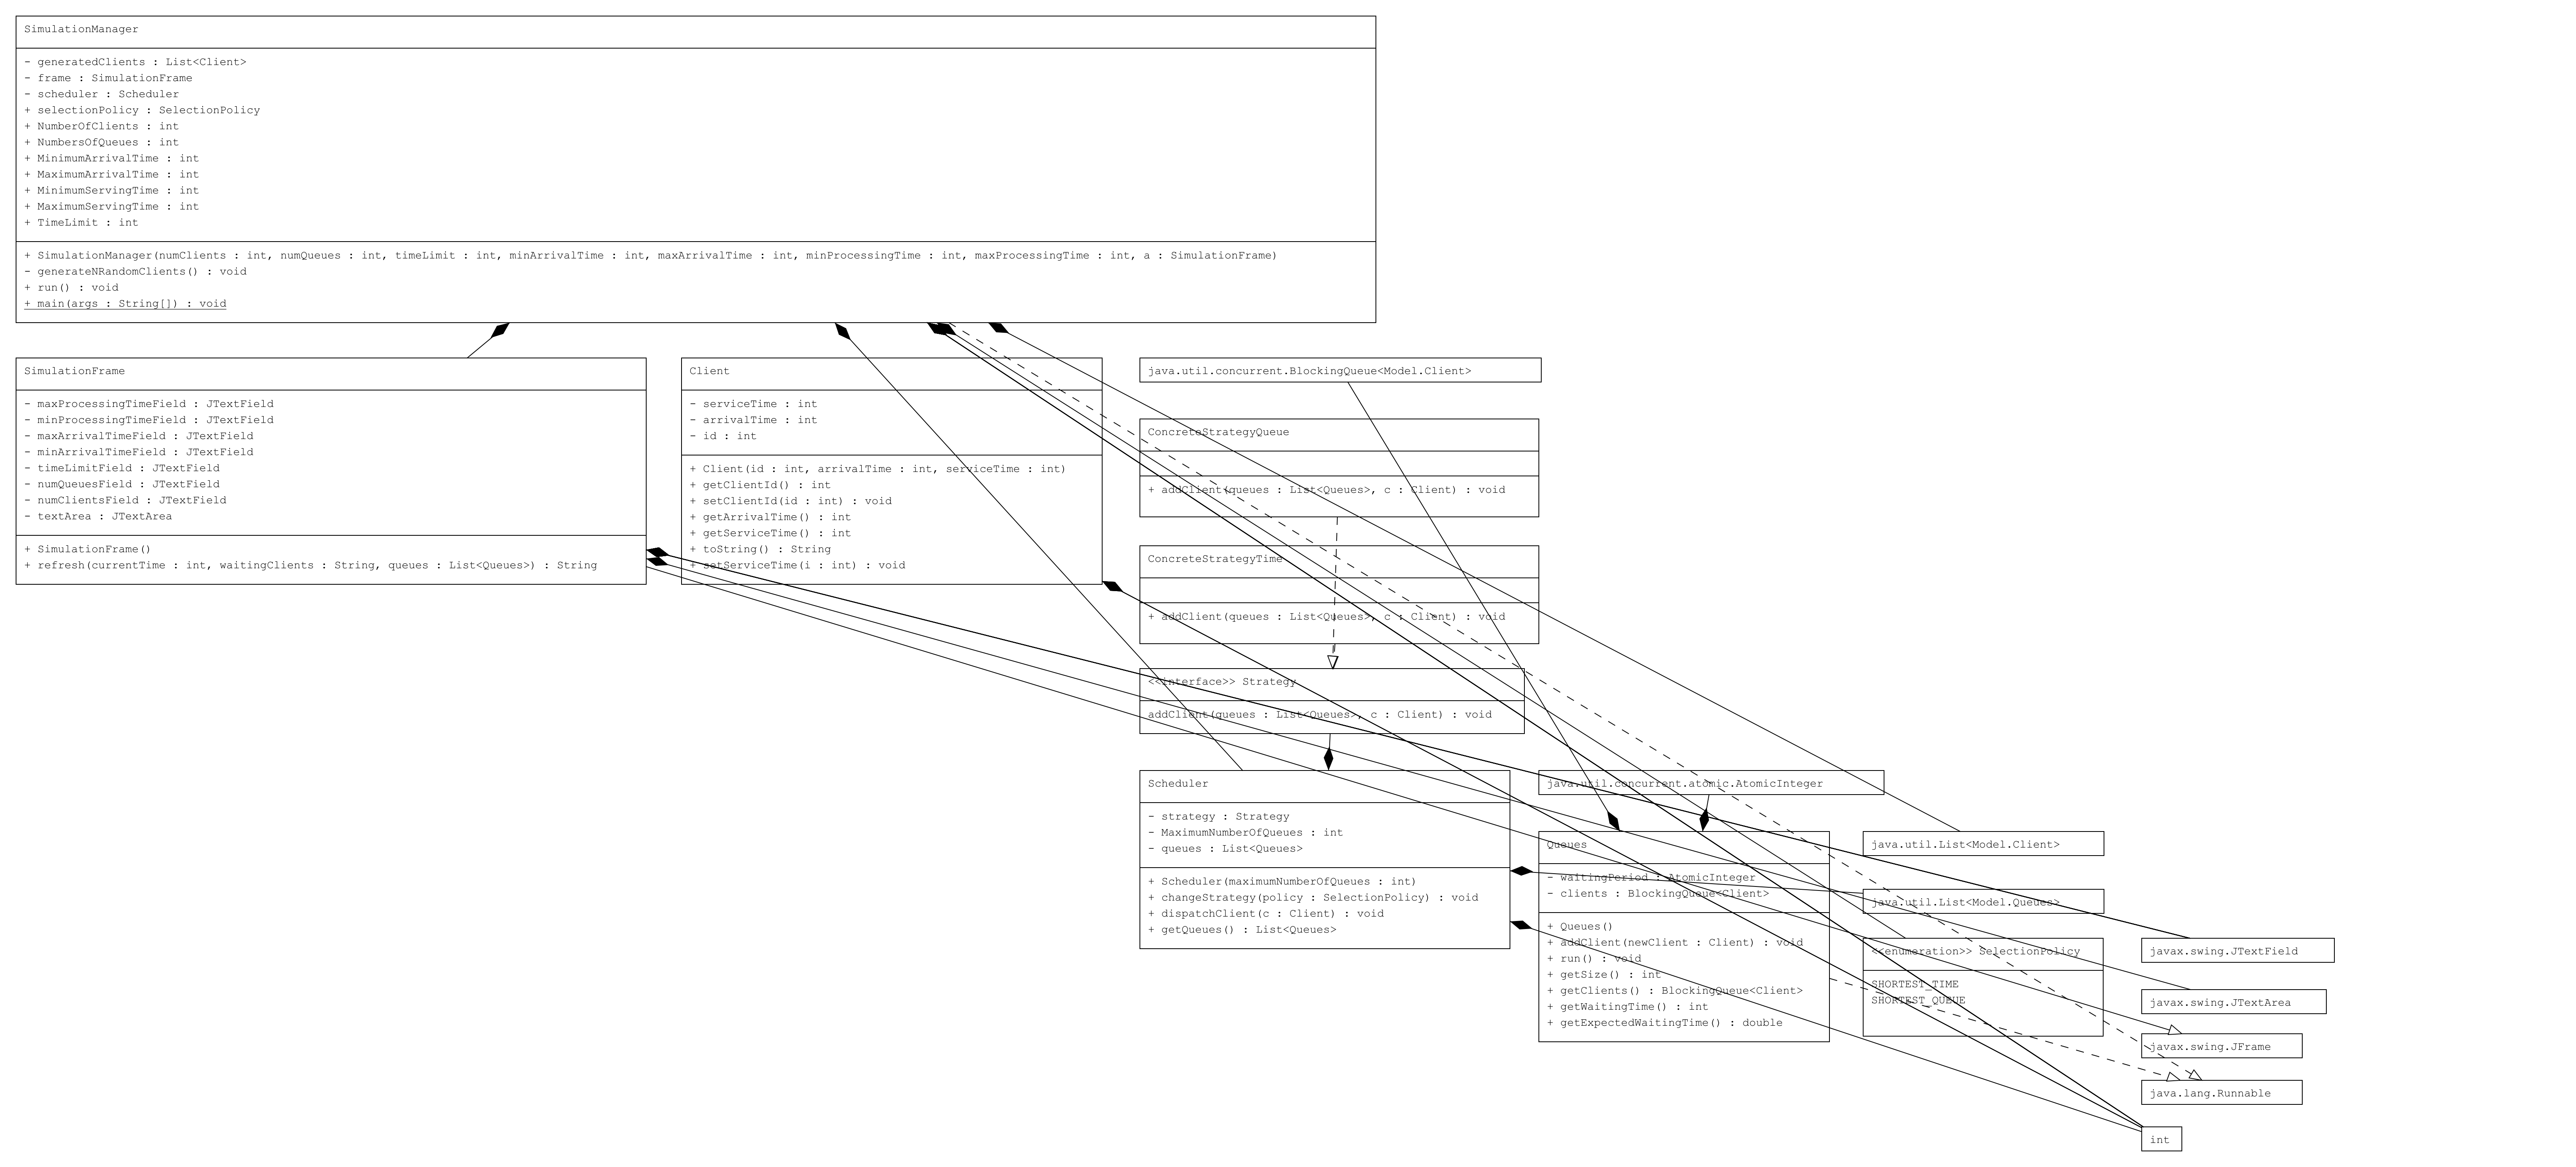 SimulationManager
- generatedClients : List<Client>
- frame : SimulationFrame
- scheduler : Scheduler
+ selectionPolicy : SelectionPolicy
+ NumberOfClients : int
+ NumbersOfQueues : int
+ MinimumArrivalTime : int
+ MaximumArrivalTime : int
+ MinimumServingTime : int
+ MaximumServingTime : int
+ TimeLimit : int
+ SimulationManager(numClients : int, numQueues : int, timeLimit : int, minArrivalTime : int, maxArrivalTime : int, minProcessingTime : int, maxProcessingTime : int, a : SimulationFrame)
- generateNRandomClients() : void
+ run() : void
+ main(args : String[]) : void
SimulationFrame
- maxProcessingTimeField : JTextField
- minProcessingTimeField : JTextField
- maxArrivalTimeField : JTextField
- minArrivalTimeField : JTextField
- timeLimitField : JTextField
- numQueuesField : JTextField
- numClientsField : JTextField
- textArea : JTextArea
+ SimulationFrame()
+ refresh(currentTime : int, waitingClients : String, queues : List<Queues>) : String
Client
- serviceTime : int
- arrivalTime : int
- id : int
+ Client(id : int, arrivalTime : int, serviceTime : int)
+ getClientId() : int
+ setClientId(id : int) : void
+ getArrivalTime() : int
+ getServiceTime() : int
+ toString() : String
+ setServiceTime(i : int) : void
java.util.concurrent.BlockingQueue<Model.Client>
ConcreteStrategyQueue
+ addClient(queues : List<Queues>, c : Client) : void
ConcreteStrategyTime
+ addClient(queues : List<Queues>, c : Client) : void
<<interface>> Strategy
addClient(queues : List<Queues>, c : Client) : void
Scheduler
- strategy : Strategy
- MaximumNumberOfQueues : int
- queues : List<Queues>
+ Scheduler(maximumNumberOfQueues : int)
+ changeStrategy(policy : SelectionPolicy) : void
+ dispatchClient(c : Client) : void
+ getQueues() : List<Queues>
java.util.concurrent.atomic.AtomicInteger
Queues
- waitingPeriod : AtomicInteger
- clients : BlockingQueue<Client>
+ Queues()
+ addClient(newClient : Client) : void
+ run() : void
+ getSize() : int
+ getClients() : BlockingQueue<Client>
+ getWaitingTime() : int
+ getExpectedWaitingTime() : double
java.util.List<Model.Client>
java.util.List<Model.Queues>
<<enumeration>> SelectionPolicy
SHORTEST_TIME
SHORTEST_QUEUE
javax.swing.JTextField
javax.swing.JTextArea
javax.swing.JFrame
java.lang.Runnable
int